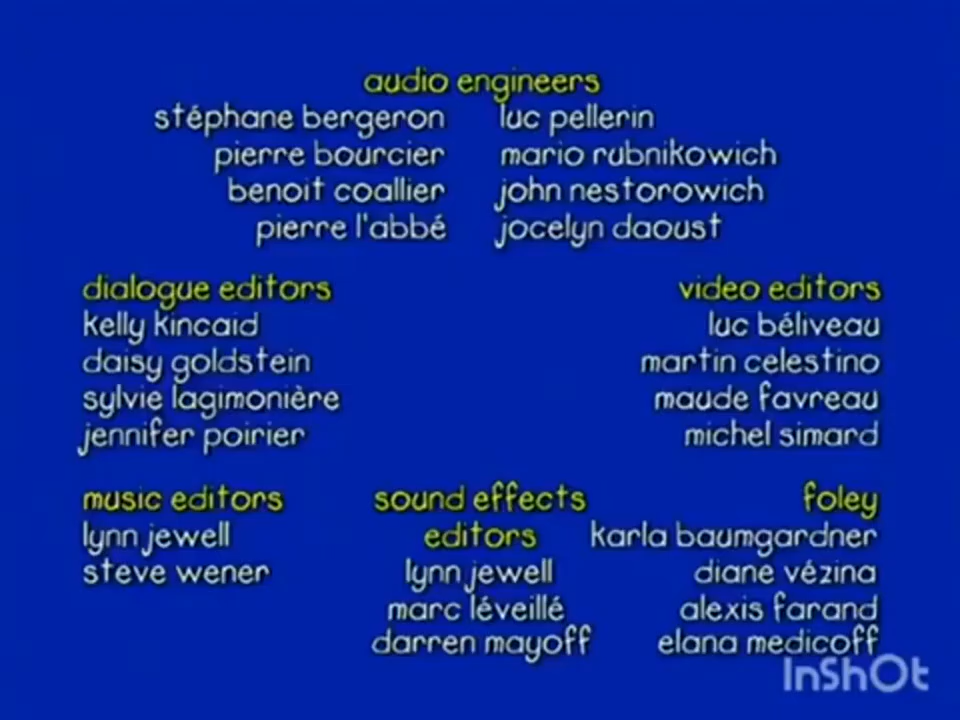 audio engineers
stéphane bergeron luc pellerin
pierre bourcier mario rubnikowich
benoit coallier john nestorowich
pierre l'abbé jocelyn daoust
dialogue editors
kelly kincaid
daisy goldstein
sylvie lagimonière
jennifer poirier
video editors
luc béliveau
martin celestino
maude favreau
michel simard
music editors
lynn jewell
steve wener
sound effects
editors
lynn jewell
marc léveillé
darren mayoff
foley
karla baumgardner
diane vézina
alexis farand
elana medicoff
InShOt